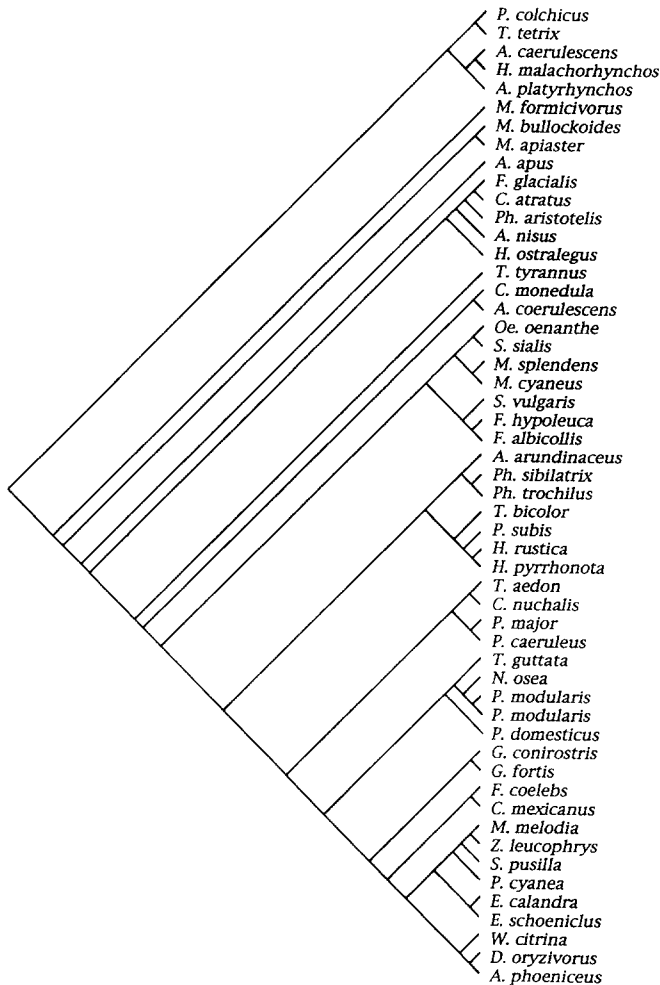 P. colchicus
T. tetrix
A. caerulescens
H. malachorhynchos
A. platyrhynchos
M. formicivorus
M. bullockoides
M. apiaster
A. apus
F. glacialis
C. atratus
Ph. aristotelis
A. nisus
H. ostralegus
T. tyrannus
C. monedula
A. coerulescens
Oe. oenanthe
S. sialis
M. splendens
M. cyaneus
S. vulgaris
F. hypoleuca
F. albicollis
A. arundinaceus
Ph. sibilatrix
Ph. trochilus
T. bicolor
P. subis
H. rustica
H. pyrrhonota
T. aedon
C. nuchalis
P. major
P. caeruleus
T. guttata
N. osea
P. modularis
P. modularis
P. domesticus
G. conirostris
G. fortis
F. coelebs
C. mexicanus
M. melodia
Z. leucophrys
S. pusilla
P. cyanea
E. calandra
E. schoeniclus
W. citrina
D. oryzivorus
A. phoeniceus